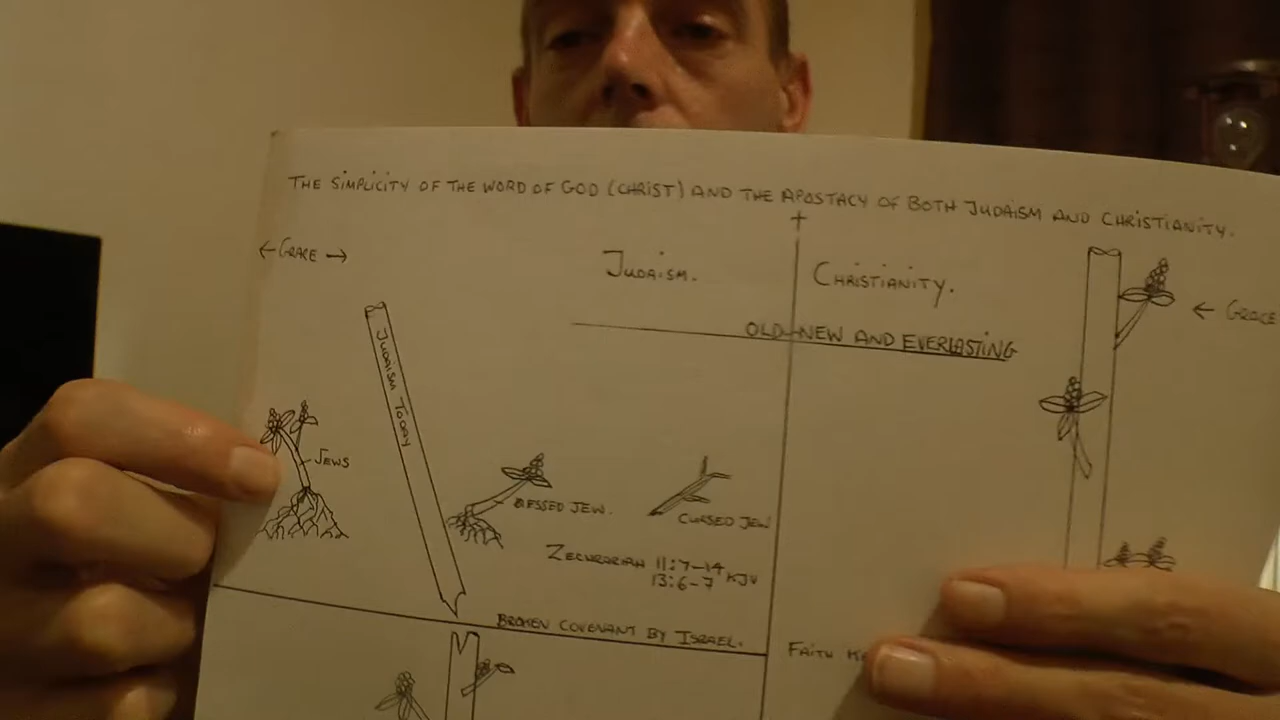 THE SIMPLICITY OF THE WORD OF GOD (CHRIST) AND THE APOSTACY OF BOTH JUDAISM AND CHRISTIANITY.
← GRACE →
JUDAISM.
CHRISTIANITY.
← GRACE
OLD-NEW AND EVERLASTING
JUDAISM TODAY
JEWS
BLESSED JEW.
CURSED JEW
ZECHARIAH 11:7-14 KJV
13:6-7
BROKEN COVENANT BY ISRAEL.
FAITH